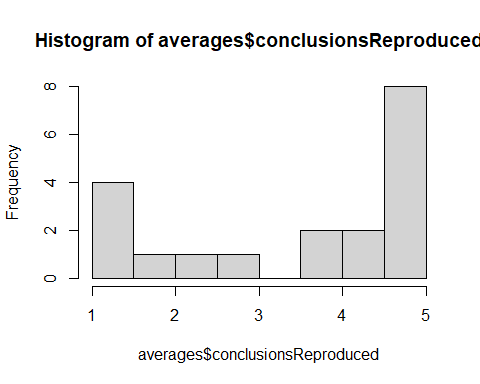 Histogram of averages$conclusionsReproduced
Frequency
8
6
4
2
0
1 2 3 4 5
averages$conclusionsReproduced